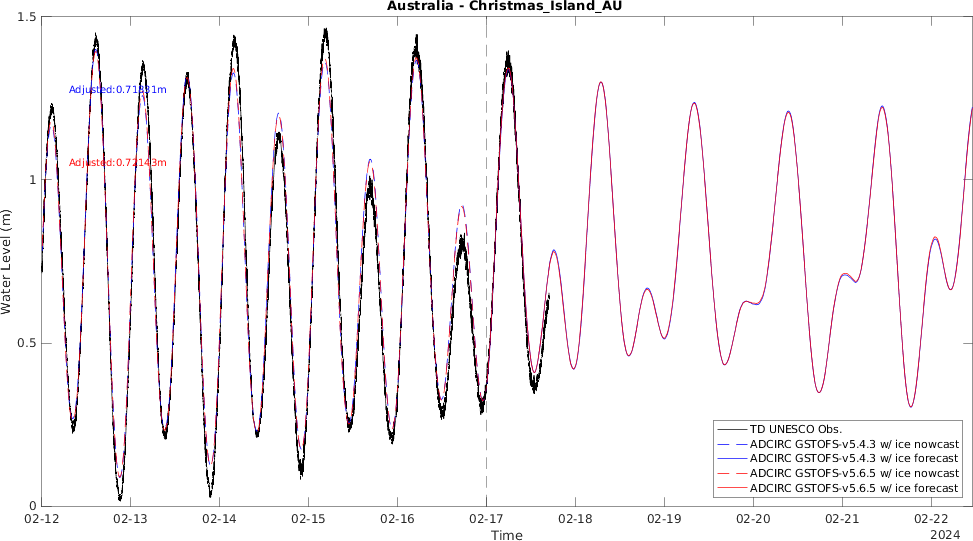 Australia - Christmas_Island_AU
1.5
Adjusted:0.71331m
Adjusted:0.72143m
1
Water Level (m)
0.5
0
TD UNESCO Obs.
ADCIRC GSTOFS-v5.4.3 w/ ice nowcast
ADCIRC GSTOFS-v5.4.3 w/ ice forecast
ADCIRC GSTOFS-v5.6.5 w/ ice nowcast
ADCIRC GSTOFS-v5.6.5 w/ ice forecast
02-12 02-13 02-14 02-15 02-16 02-17 02-18 02-19 02-20 02-21 02-22
Time
2024